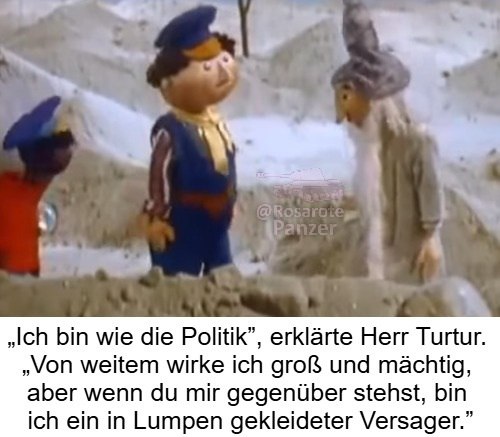 @Rosarote
Panzer
„Ich bin wie die Politik”, erklärte Herr Turtur.
„Von weitem wirke ich groß und mächtig,
aber wenn du mir gegenüber stehst, bin
ich ein in Lumpen gekleideter Versager.”